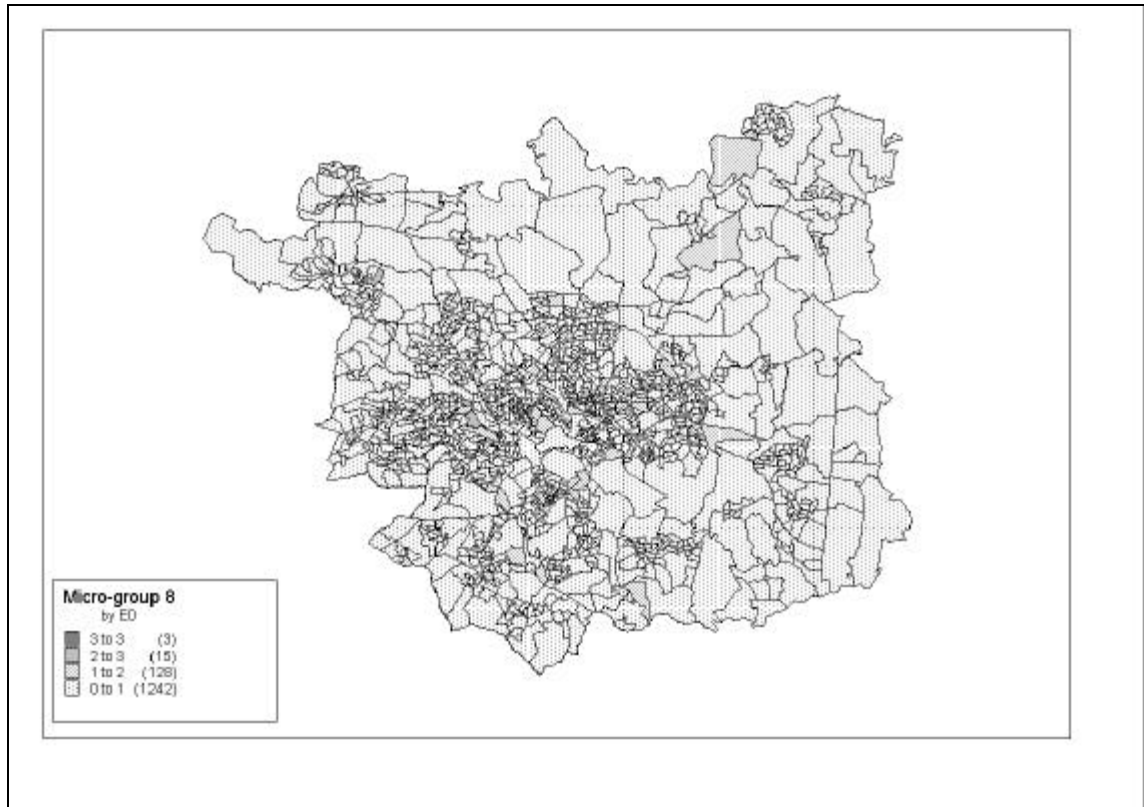 Micro-group 8
by ED
3 to 3 (3)
2 to 3 (15)
1 to 2 (128)
0 to 1 (1242)